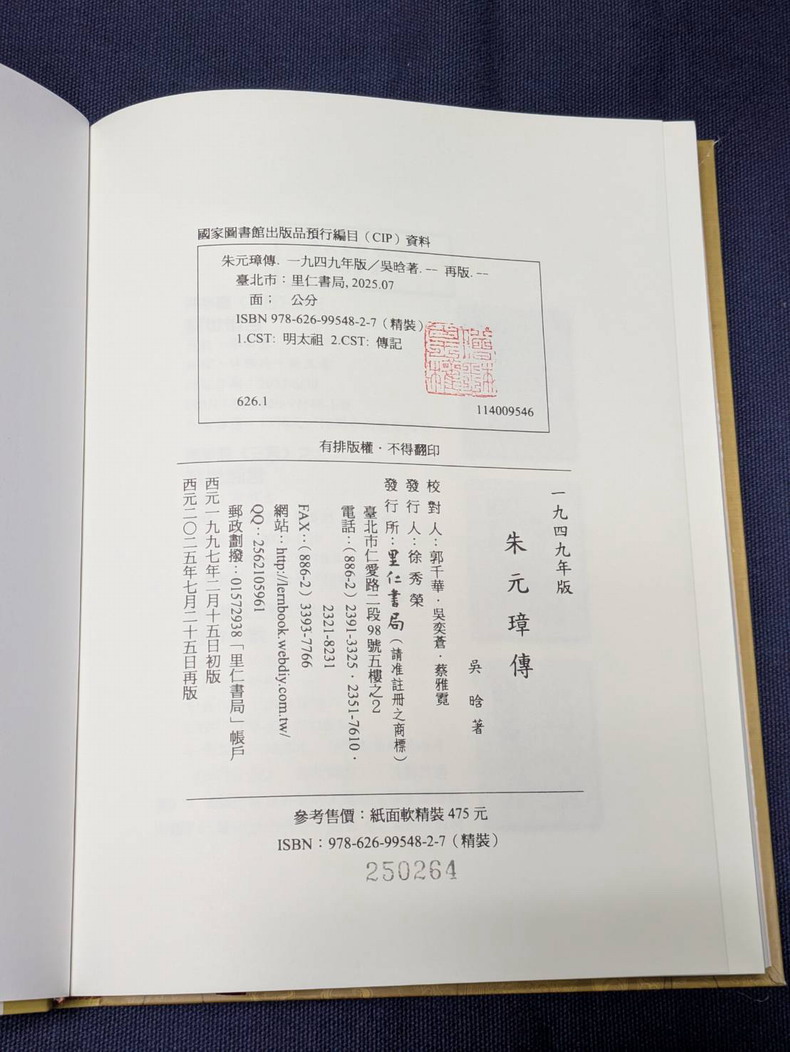 國家圖書館出版品預行編目（CIP）資料
朱元璋傳. 一九四九年版／吳晗著. -- 再版. --
臺北市：里仁書局, 2025.07
面； 公分
ISBN 978-626-99548-2-7（精裝）
1.CST: 明太祖 2.CST: 傳記
626.1
114009546
有排版權．不得翻印
一九四九年版
朱元璋傳
吳晗著
校對人：郭千華．吳奕蒼．蔡雅霓
發行人：徐秀榮
發行所：里仁書局（請准註冊之商標）
臺北市仁愛路二段98號五樓之2
電話：(886-2) 2391-3325．2351-7610．
2321-8231
FAX：(886-2) 3393-7766
網站：http://lernbook.webdiy.com.tw/
QQ：2562105961
郵政劃撥：01572938「里仁書局」帳戶
西元一九九七年二月十五日初版
西元二○二五年七月二十五日再版
參考售價：紙面軟精裝 475 元
ISBN：978-626-99548-2-7（精裝）
250264